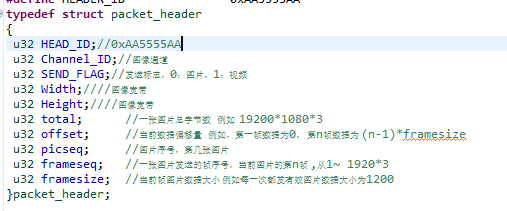 #define HEADER_ID 0xAA5555AA
typedef struct packet_header
{
u32 HEAD_ID;//0xAA5555AA
u32 Channel_ID;//图像通道
u32 SEND_FLAG;//发送标志，0：图片，1：视频
u32 Width;////图像宽带
u32 Height;////图像宽带
u32 total; //一张图片总字节数 例如 19200*1080*3
u32 offset; //当前数据偏移量 例如，第一帧数据为0，第n帧数据为(n-1)*framesize
u32 picseq; //图片序号，第几张图片
u32 frameseq; //一张图片发送的帧序号，当前图片的第n帧,从1~ 1920*3
u32 framesize; //当前帧图片数据大小 例如每一次都发有效图片数据大小为1200
}packet_header;